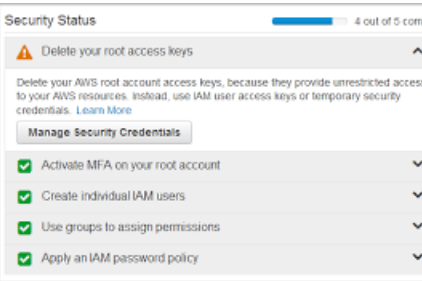 Security Status
4 out of 5 com
Delete your root access keys
Delete your AWS root account access keys, because they provide unrestricted acces
to your AWS resources. Instead, use IAM user access keys or temporary security
credentials. Learn More
Manage Security Credentials
Activate MFA on your root account
Create individual IAM users
Use groups to assign permissions
Apply an IAM password policy